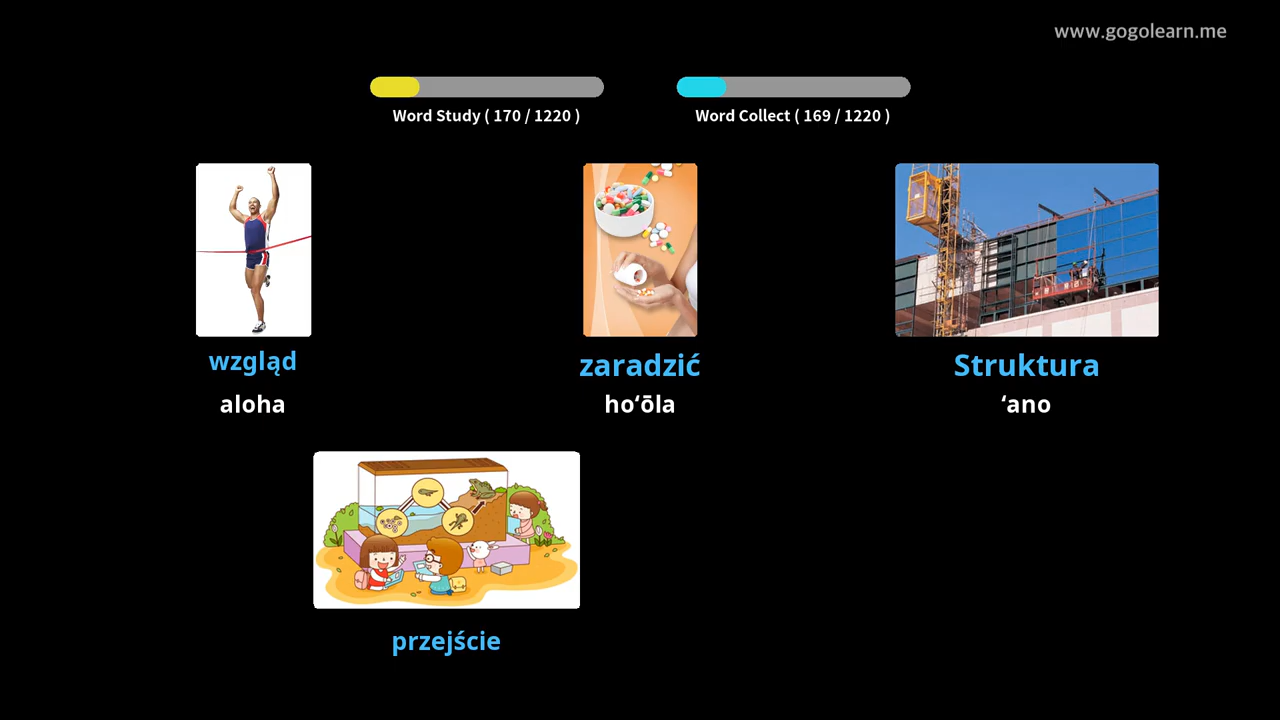 www.gogolearn.me
Word Study ( 170 / 1220 )
Word Collect ( 169 / 1220 )
wzgląd
zaradzić
Struktura
aloha
hoʻōla
ʻano
przejście